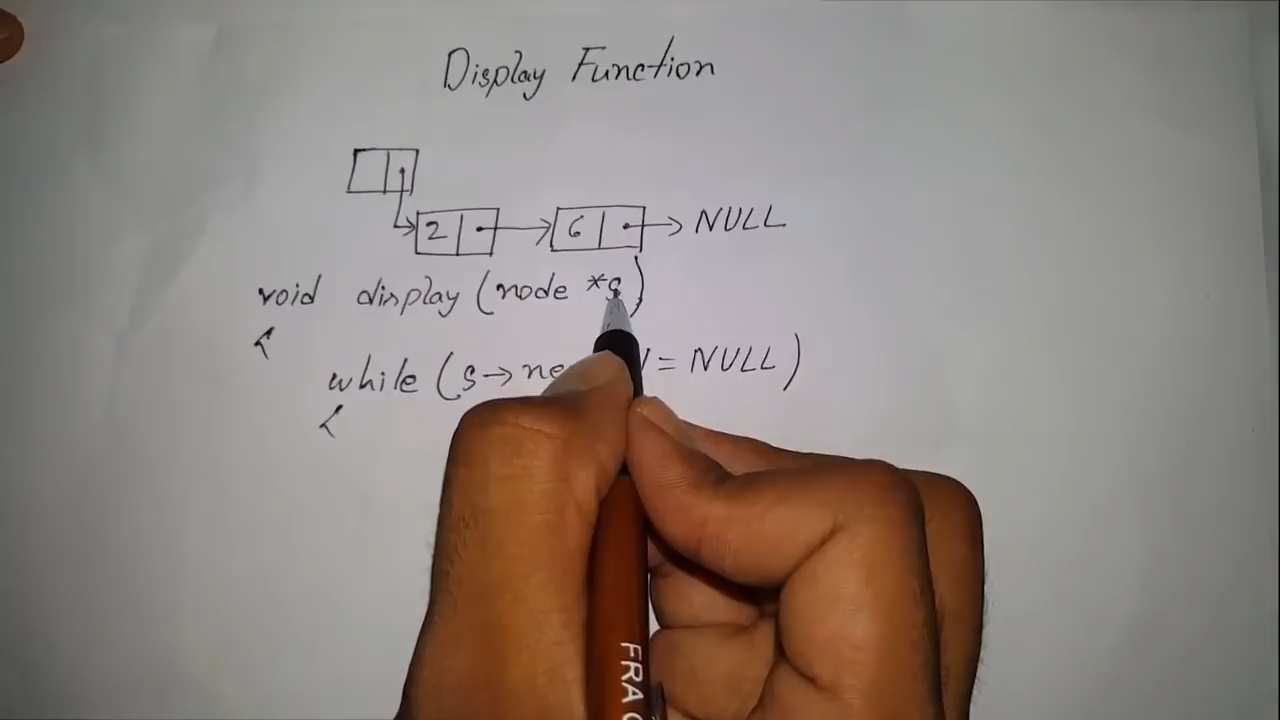 Display Function
2 6 NULL
void display (node *s)
{
while (s→ne = NULL)
{
FRA